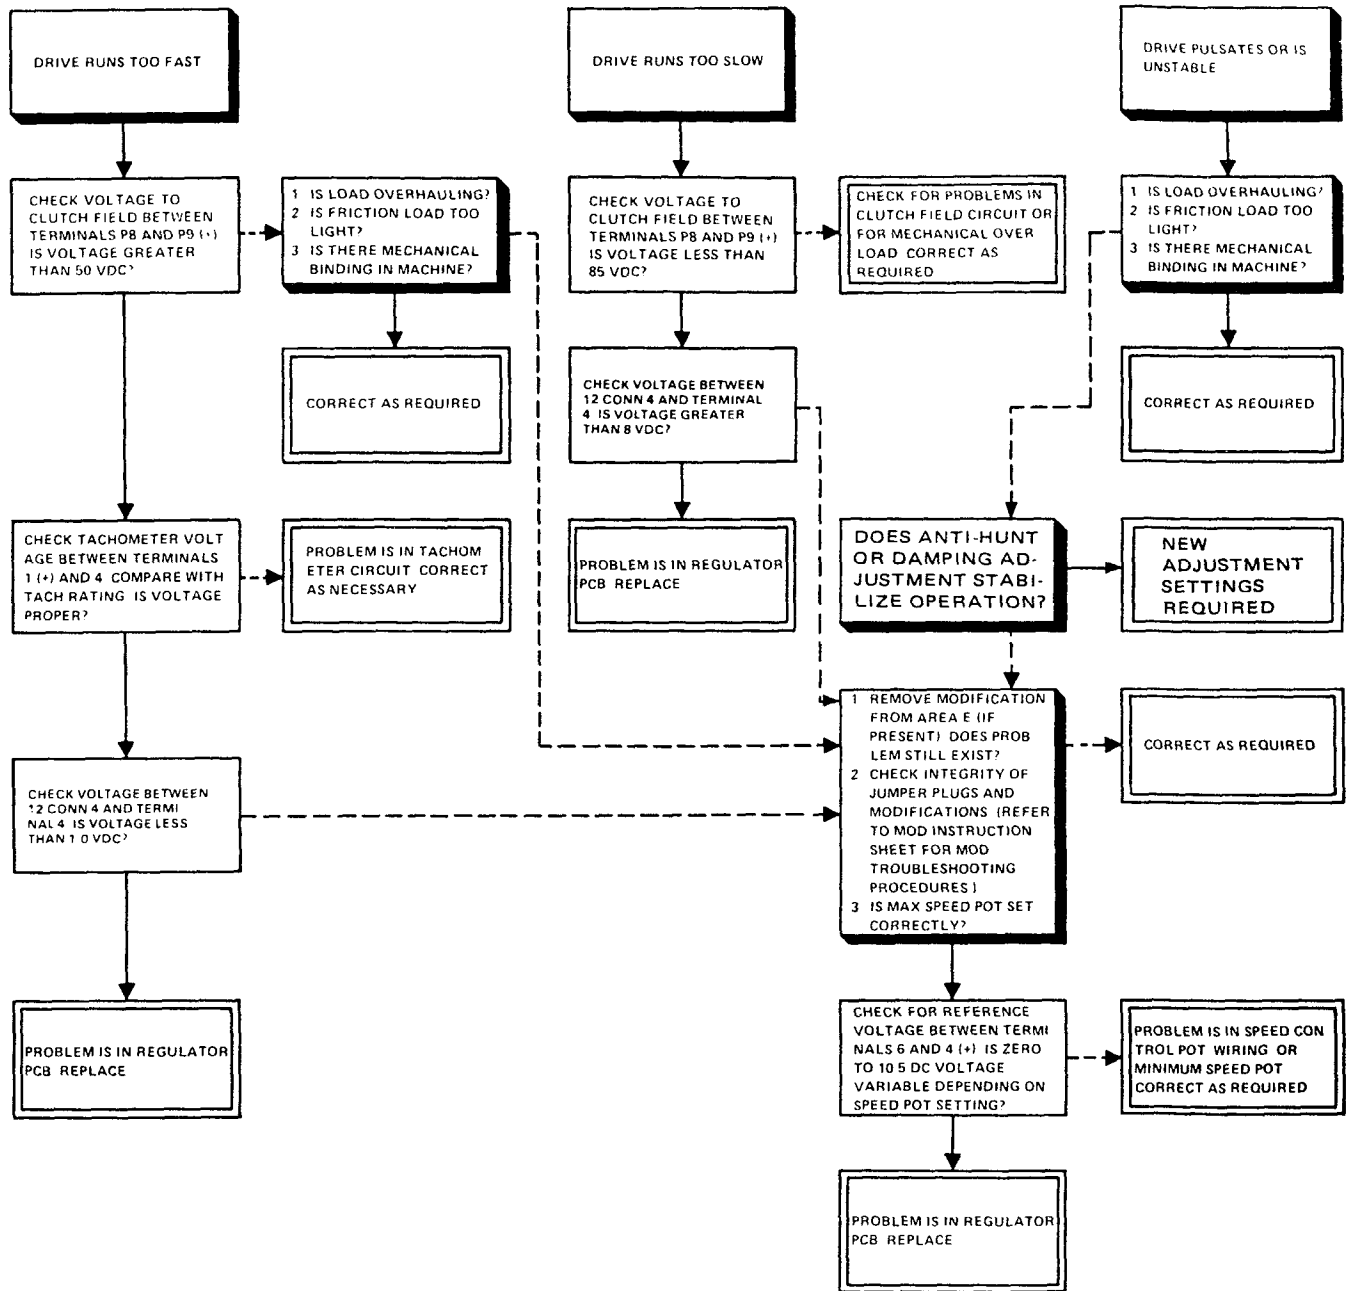 DRIVE RUNS TOO FAST
DRIVE RUNS TOO SLOW
DRIVE PULSATES OR IS
UNSTABLE
CHECK VOLTAGE TO
CLUTCH FIELD BETWEEN
TERMINALS P8 AND P9 (+)
IS VOLTAGE GREATER
THAN 50 VDC?
1 IS LOAD OVERHAULING?
2 IS FRICTION LOAD TOO
LIGHT?
3 IS THERE MECHANICAL
BINDING IN MACHINE?
CHECK VOLTAGE TO
CLUTCH FIELD BETWEEN
TERMINALS P8 AND P9 (+)
IS VOLTAGE LESS THAN
85 VDC?
CHECK FOR PROBLEMS IN
CLUTCH FIELD CIRCUIT OR
FOR MECHANICAL OVER
LOAD CORRECT AS
REQUIRED
1 IS LOAD OVERHAULING?
2 IS FRICTION LOAD TOO
LIGHT?
3 IS THERE MECHANICAL
BINDING IN MACHINE?
CORRECT AS REQUIRED
CHECK VOLTAGE BETWEEN
12 CONN 4 AND TERMINAL
4 IS VOLTAGE GREATER
THAN 8 VDC?
CORRECT AS REQUIRED
CHECK TACHOMETER VOLT
AGE BETWEEN TERMINALS
1 (+) AND 4 COMPARE WITH
TACH RATING IS VOLTAGE
PROPER?
PROBLEM IS IN TACHOM
ETER CIRCUIT CORRECT
AS NECESSARY
PROBLEM IS IN REGULATOR
PCB REPLACE
DOES ANTI-HUNT
OR DAMPING AD-
JUSTMENT STABI-
LIZE OPERATION?
NEW
ADJUSTMENT
SETTINGS
REQUIRED
1 REMOVE MODIFICATION
FROM AREA E (IF
PRESENT) DOES PROB
LEM STILL EXIST?
2 CHECK INTEGRITY OF
JUMPER PLUGS AND
MODIFICATIONS (REFER
TO MOD INSTRUCTION
SHEET FOR MOD
TROUBLESHOOTING
PROCEDURES)
3 IS MAX SPEED POT SET
CORRECTLY?
CORRECT AS REQUIRED
CHECK VOLTAGE BETWEEN
12 CONN 4 AND TERMI
NAL 4 IS VOLTAGE LESS
THAN 1 0 VDC?
PROBLEM IS IN REGULATOR
PCB REPLACE
CHECK FOR REFERENCE
VOLTAGE BETWEEN TERMI
NALS 6 AND 4 (+) IS ZERO
TO 10 5 DC VOLTAGE
VARIABLE DEPENDING ON
SPEED POT SETTING?
PROBLEM IS IN SPEED CON
TROL POT WIRING OR
MINIMUM SPEED POT
CORRECT AS REQUIRED
PROBLEM IS IN REGULATOR
PCB REPLACE